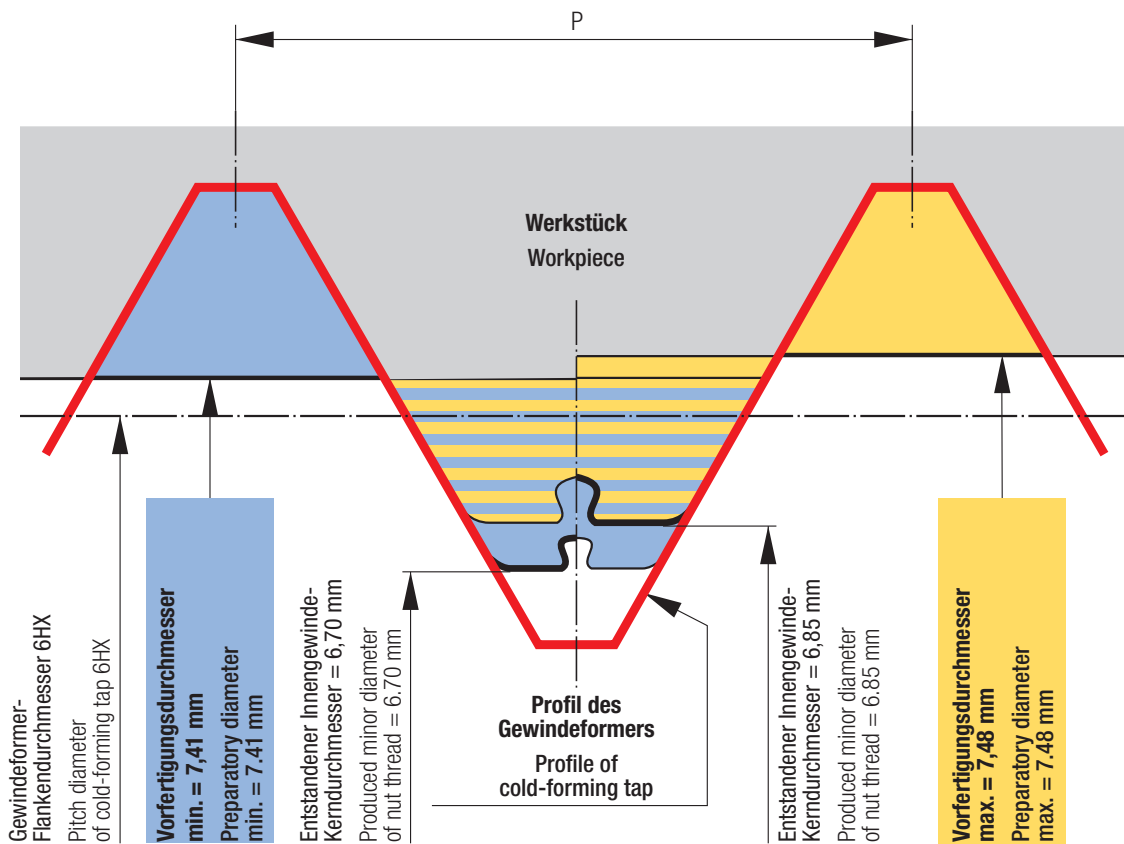 P
Werkstück
Workpiece
Gewindeformer-
Flankendurchmesser 6HX
Pitch diameter
of cold-forming tap 6HX
Vorfertigungsdurchmesser
min. = 7,41 mm
Preparatory diameter
min. = 7.41 mm
Entstandener Innengewinde-
Kerndurchmesser = 6,70 mm
Produced minor diameter
of nut thread = 6.70 mm
Profil des
Gewindeformers
Profile of
cold-forming tap
Entstandener Innengewinde-
Kerndurchmesser = 6,85 mm
Produced minor diameter
of nut thread = 6.85 mm
Vorfertigungsdurchmesser
max. = 7,48 mm
Preparatory diameter
max. = 7.48 mm